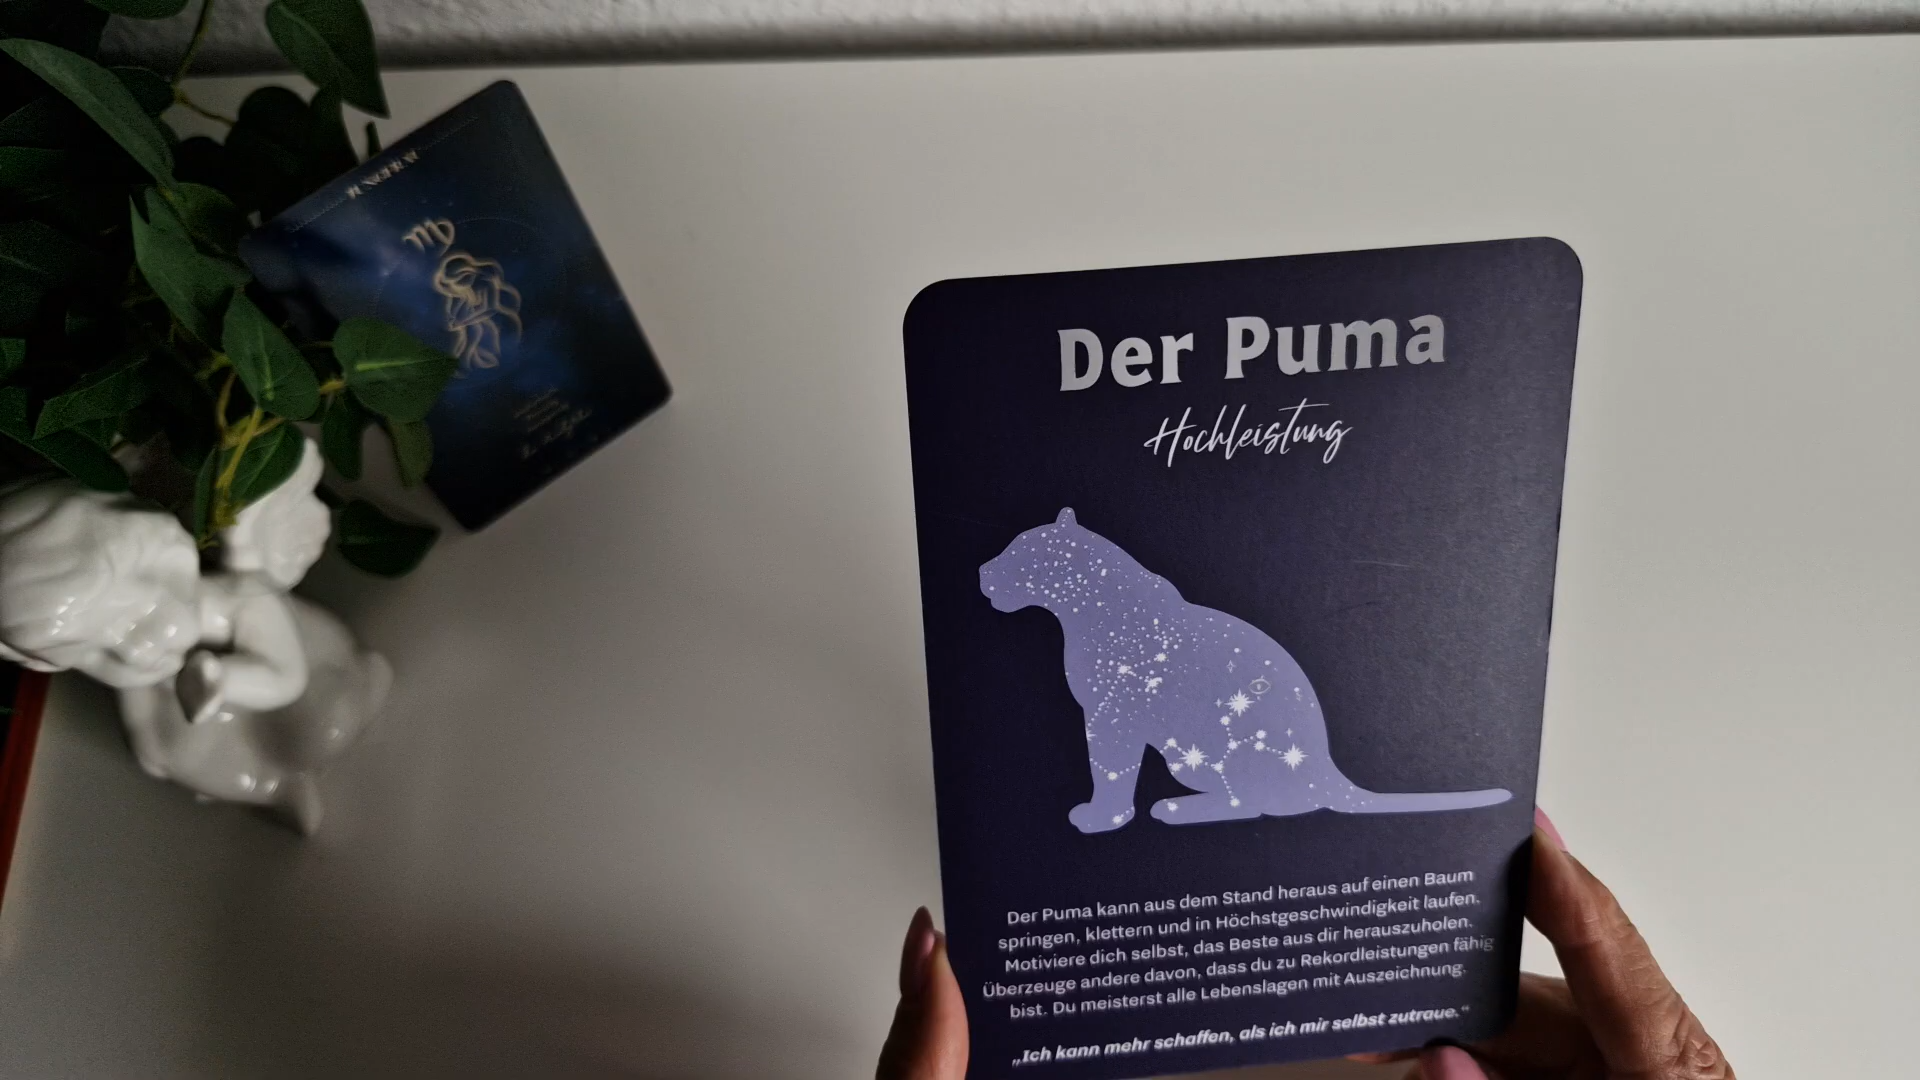 Der Puma
Hochleistung
Der Puma kann aus dem Stand heraus auf einen Baum
springen, klettern und in Höchstgeschwindigkeit laufen.
Motiviere dich selbst, das Beste aus dir herauszuholen.
Überzeuge andere davon, dass du zu Rekordleistungen fähig
bist. Du meisterst alle Lebenslagen mit Auszeichnung.
„Ich kann mehr schaffen, als ich mir selbst zutraue.“